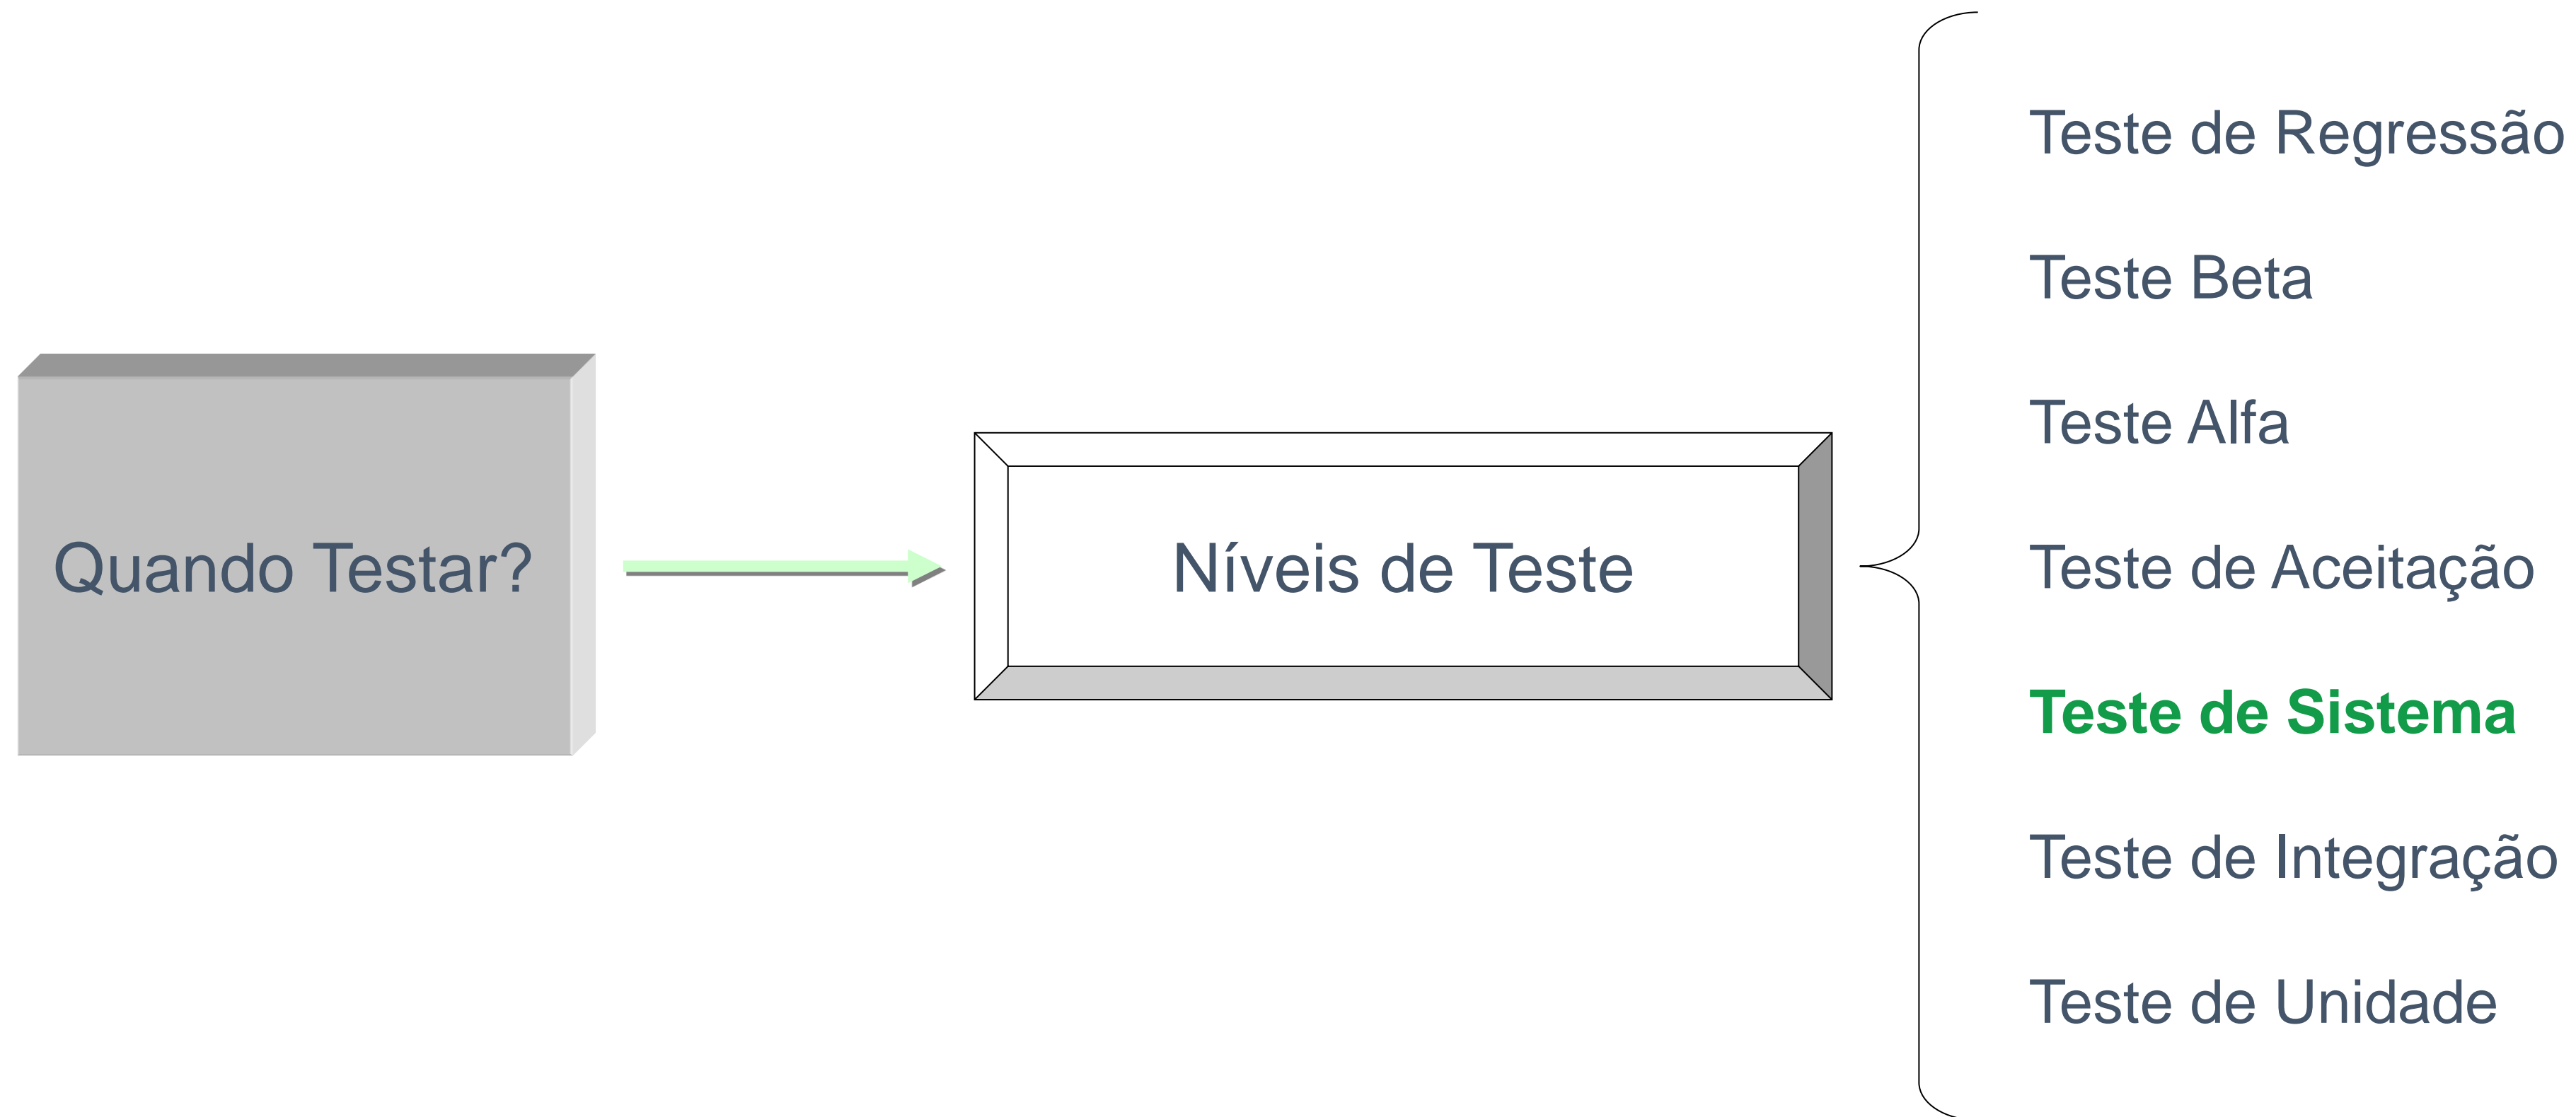 Quando Testar?
Níveis de Teste
Teste de Regressão
Teste Beta
Teste Alfa
Teste de Aceitação
Teste de Sistema
Teste de Integração
Teste de Unidade